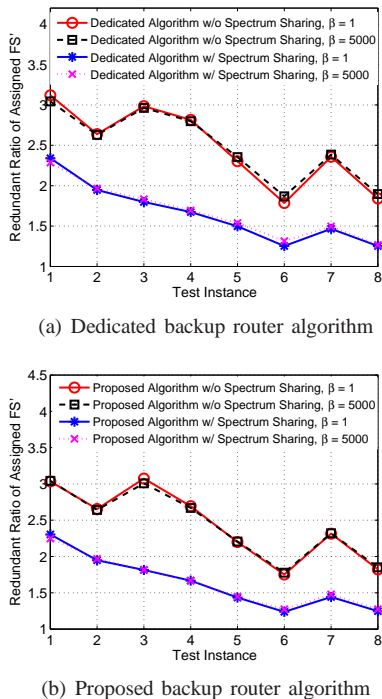 Redundant Ratio of Assigned FS'
4
3.5
3
2.5
2
1.5
1
Dedicated Algorithm w/o Spectrum Sharing, β = 1
Dedicated Algorithm w/o Spectrum Sharing, β = 5000
Dedicated Algorithm w/ Spectrum Sharing, β = 1
Dedicated Algorithm w/ Spectrum Sharing, β = 5000
1 2 3 4 5 6 7 8
Test Instance
(a) Dedicated backup router algorithm
Redundant Ratio of Assigned FS'
4.5
4
3.5
3
2.5
2
1.5
1
Proposed Algorithm w/o Spectrum Sharing, β = 1
Proposed Algorithm w/o Spectrum Sharing, β = 5000
Proposed Algorithm w/ Spectrum Sharing, β = 1
Proposed Algorithm w/ Spectrum Sharing, β = 5000
1 2 3 4 5 6 7 8
Test Instance
(b) Proposed backup router algorithm